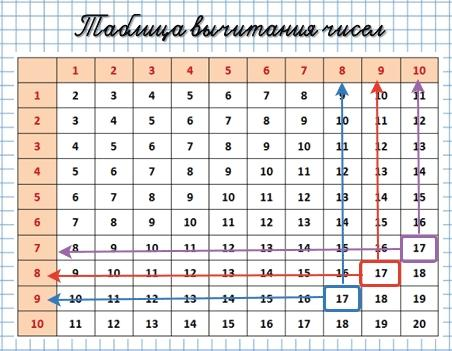 Таблица вычитания чисел
1 2 3 4 5 6 7 8 9 10
1 2 3 4 5 6 7 8 9 10 11
2 3 4 5 6 7 8 9 10 11 12
3 4 5 6 7 8 9 10 11 12 13
4 5 6 7 8 9 10 11 12 13 14
5 6 7 8 9 10 11 12 13 14 15
6 7 8 9 10 11 12 13 14 15 16
7 8 9 10 11 12 13 14 15 16 17
8 9 10 11 12 13 14 15 16 17 18
9 10 11 12 13 14 15 16 17 18 19
10 11 12 13 14 15 16 17 18 19 20